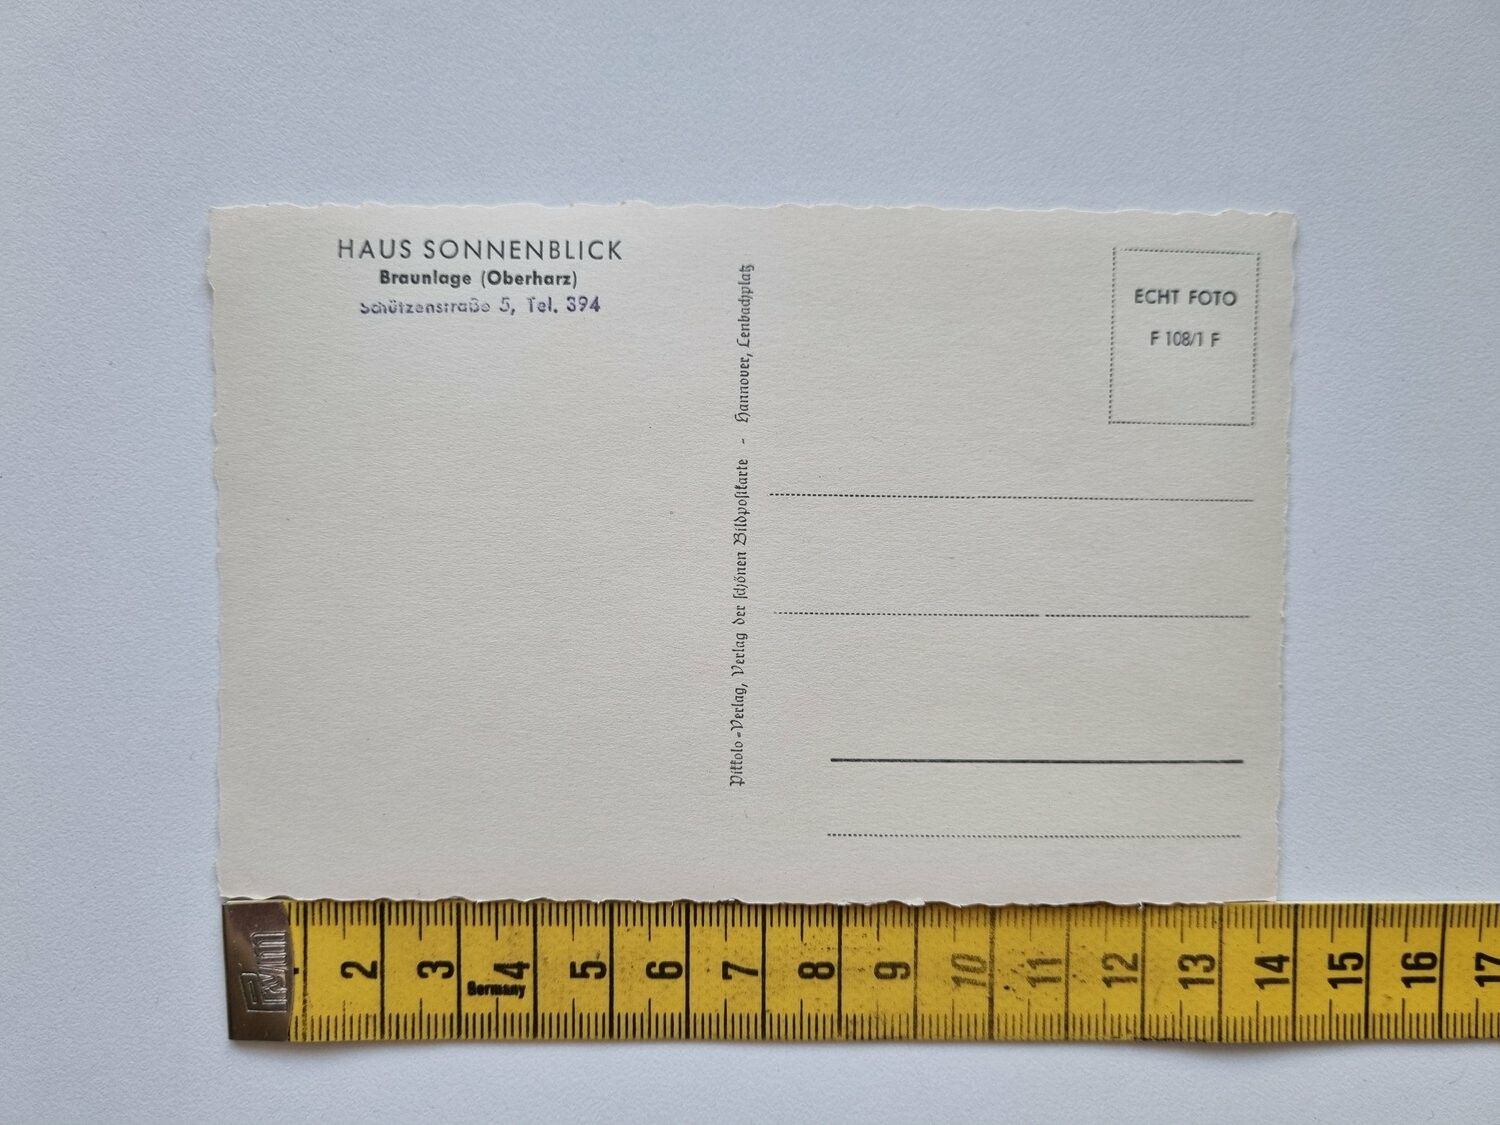 HAUS SONNENBLICK
Braunlage (Oberharz)
Schützenstraße 5, Tel. 394
Pittolo=Verlag, Verlag der schönen Bildpostkarte - Hannover, Lenbachplatz
ECHT FOTO
F 108/1 F
Prym
2 3 4 5 6 7 8 9 10 11 12 13 14 15 16 17
Germany